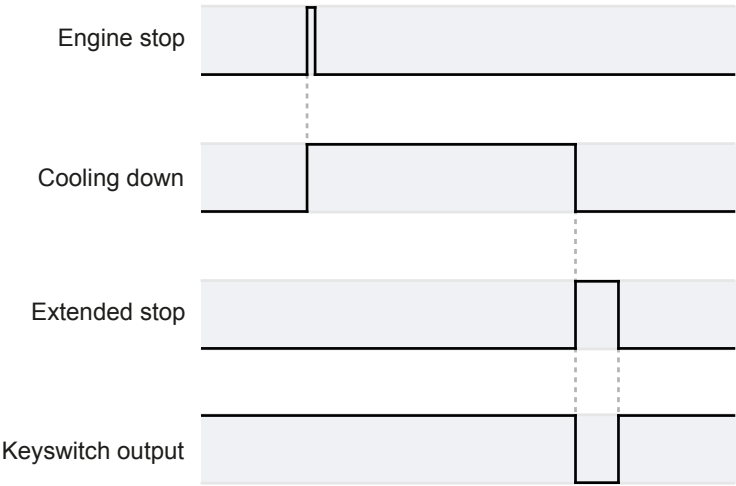 Engine stop
Cooling down
Extended stop
Keyswitch output